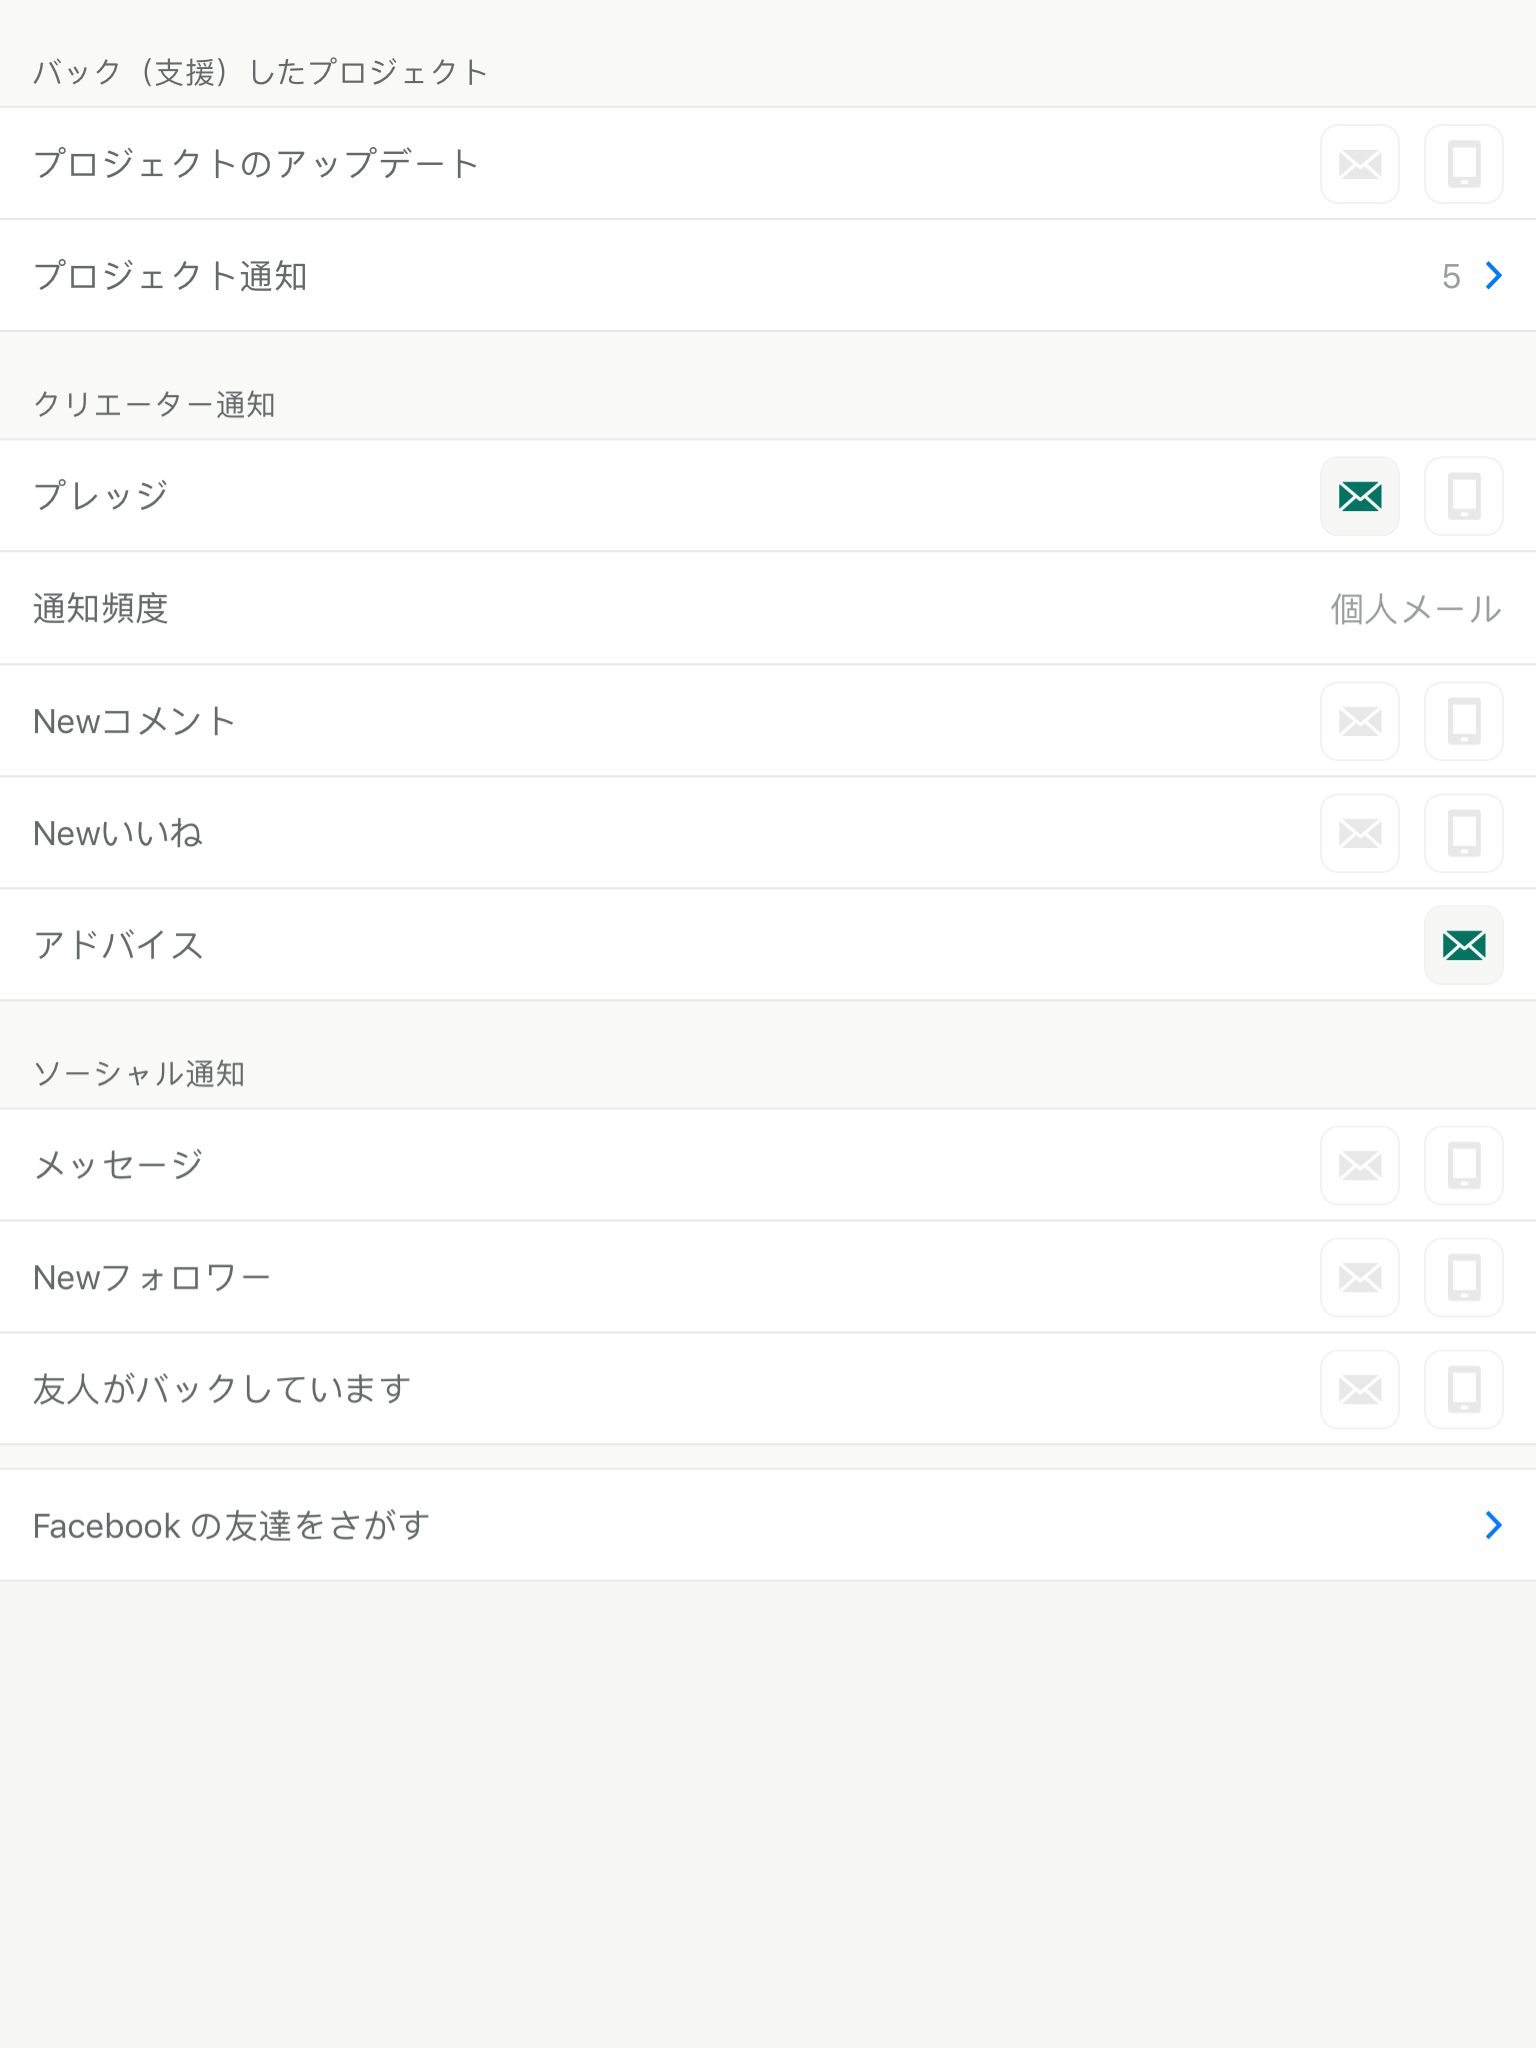 バック（支援）したプロジェクト
プロジェクトのアップデート
プロジェクト通知 5
クリエーター通知
プレッジ
通知頻度 個人メール
Newコメント
Newいいね
アドバイス
ソーシャル通知
メッセージ
Newフォロワー
友人がバックしています
Facebook の友達をさがす